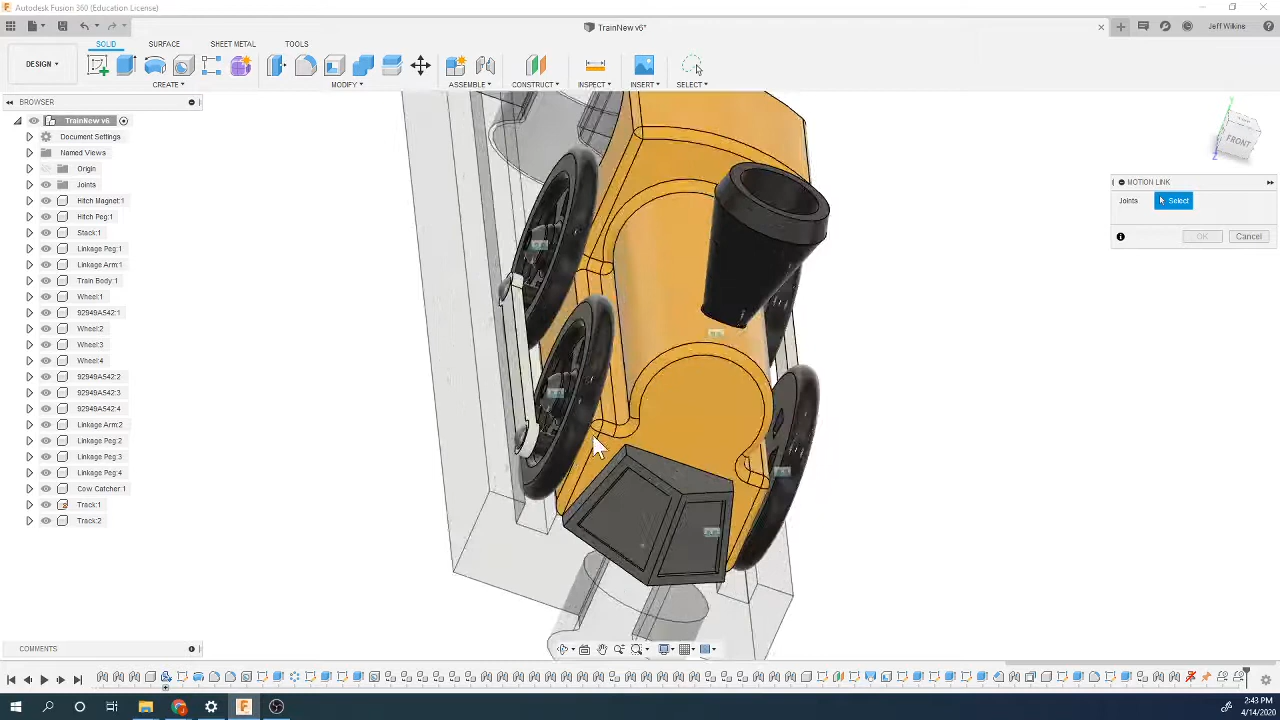 Autodesk Fusion 360 (Education License)
TrainNew v6*
Jeff Wilkins
SOLID SURFACE SHEET METAL TOOLS
DESIGN
CREATE MODIFY ASSEMBLE CONSTRUCT INSPECT INSERT SELECT
BROWSER
TrainNew v6
Document Settings
Named Views
Origin
Joints
Hitch Magnet:1
Hitch Peg:1
Stack:1
Linkage Peg:1
Linkage Arm:1
Train Body:1
Wheel:1
92949A542:1
Wheel:2
Wheel:3
Wheel:4
92949A542:2
92949A542:3
92949A542:4
Linkage Arm:2
Linkage Peg:2
Linkage Peg:3
Linkage Peg:4
Cow Catcher:1
Track:1
Track:2
FRONT
MOTION LINK
Joints Select
OK Cancel
COMMENTS
2:43 PM
4/14/2020